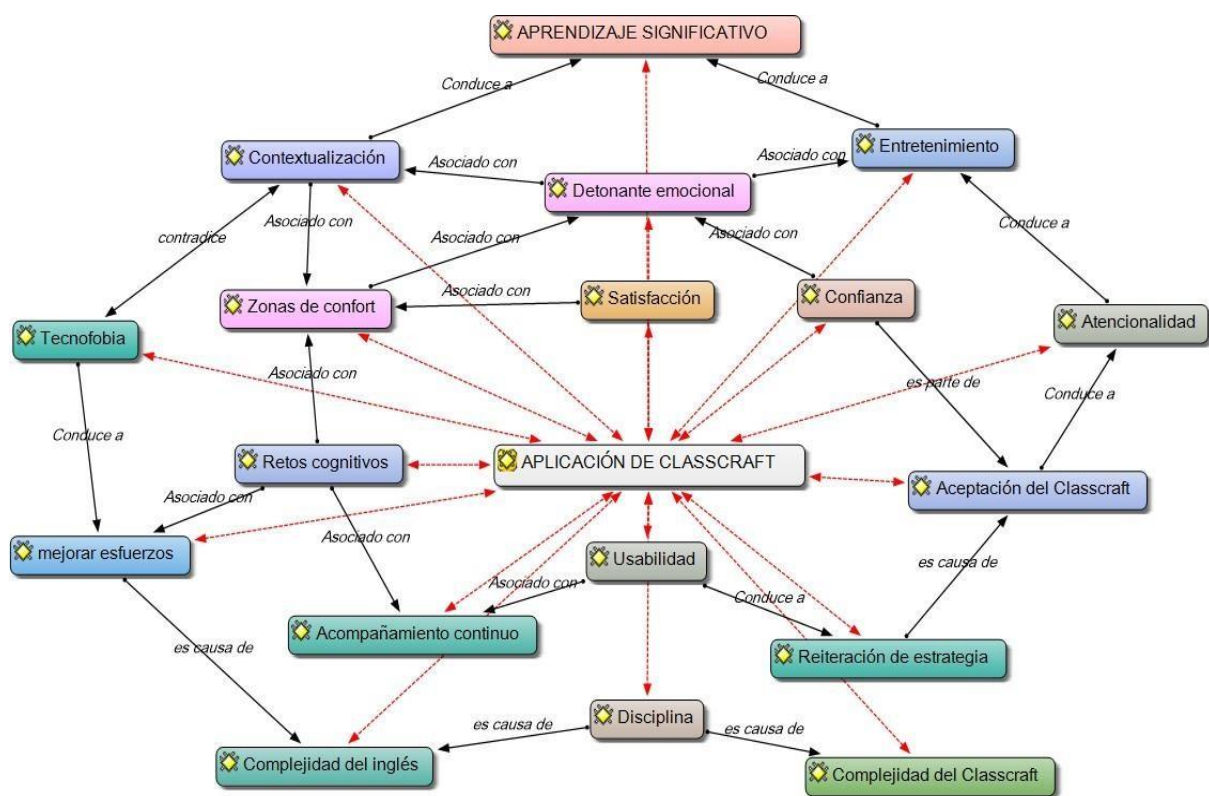 APRENDIZAJE SIGNIFICATIVO
Conduce a
Conduce a
Contextualización
Entretenimiento
Asociado con
Asociado con
Detonante emocional
contradice
Asociado con
Asociado con
Asociado con
Conduce a
Zonas de confort
Asociado con
Satisfacción
Confianza
Tecnofobia
Atencionalidad
Asociado con
es parte de
Conduce a
Conduce a
Retos cognitivos
APLICACIÓN DE CLASSCRAFT
Aceptación del Classcraft
Asociado con
Asociado con
mejorar esfuerzos
Usabilidad
es causa de
Asociado con
Conduce a
Acompañamiento continuo
es causa de
Reiteración de estrategia
Disciplina
es causa de
es causa de
Complejidad del inglés
Complejidad del Classcraft